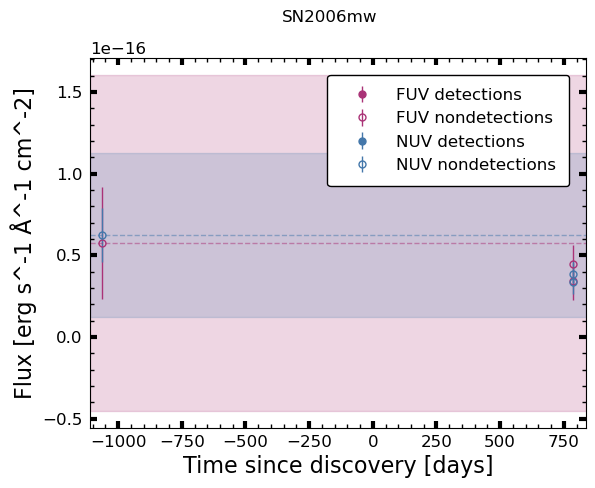 SN2006mw
1e−16
1.5
1.0
0.5
0.0
−0.5
Flux [erg s^-1 Å^-1 cm^-2]
FUV detections
FUV nondetections
NUV detections
NUV nondetections
−1000 −750 −500 −250 0 250 500 750
Time since discovery [days]